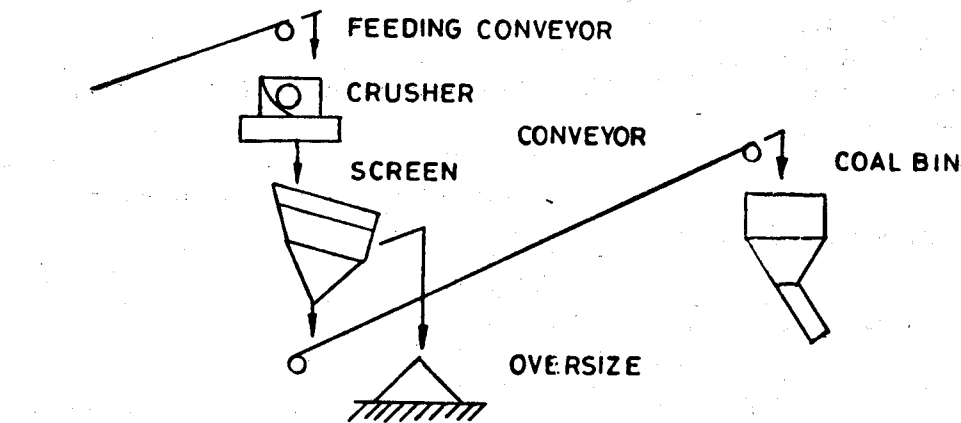 FEEDING CONVEYOR
CRUSHER
CONVEYOR
COAL BIN
SCREEN
OVERSIZE